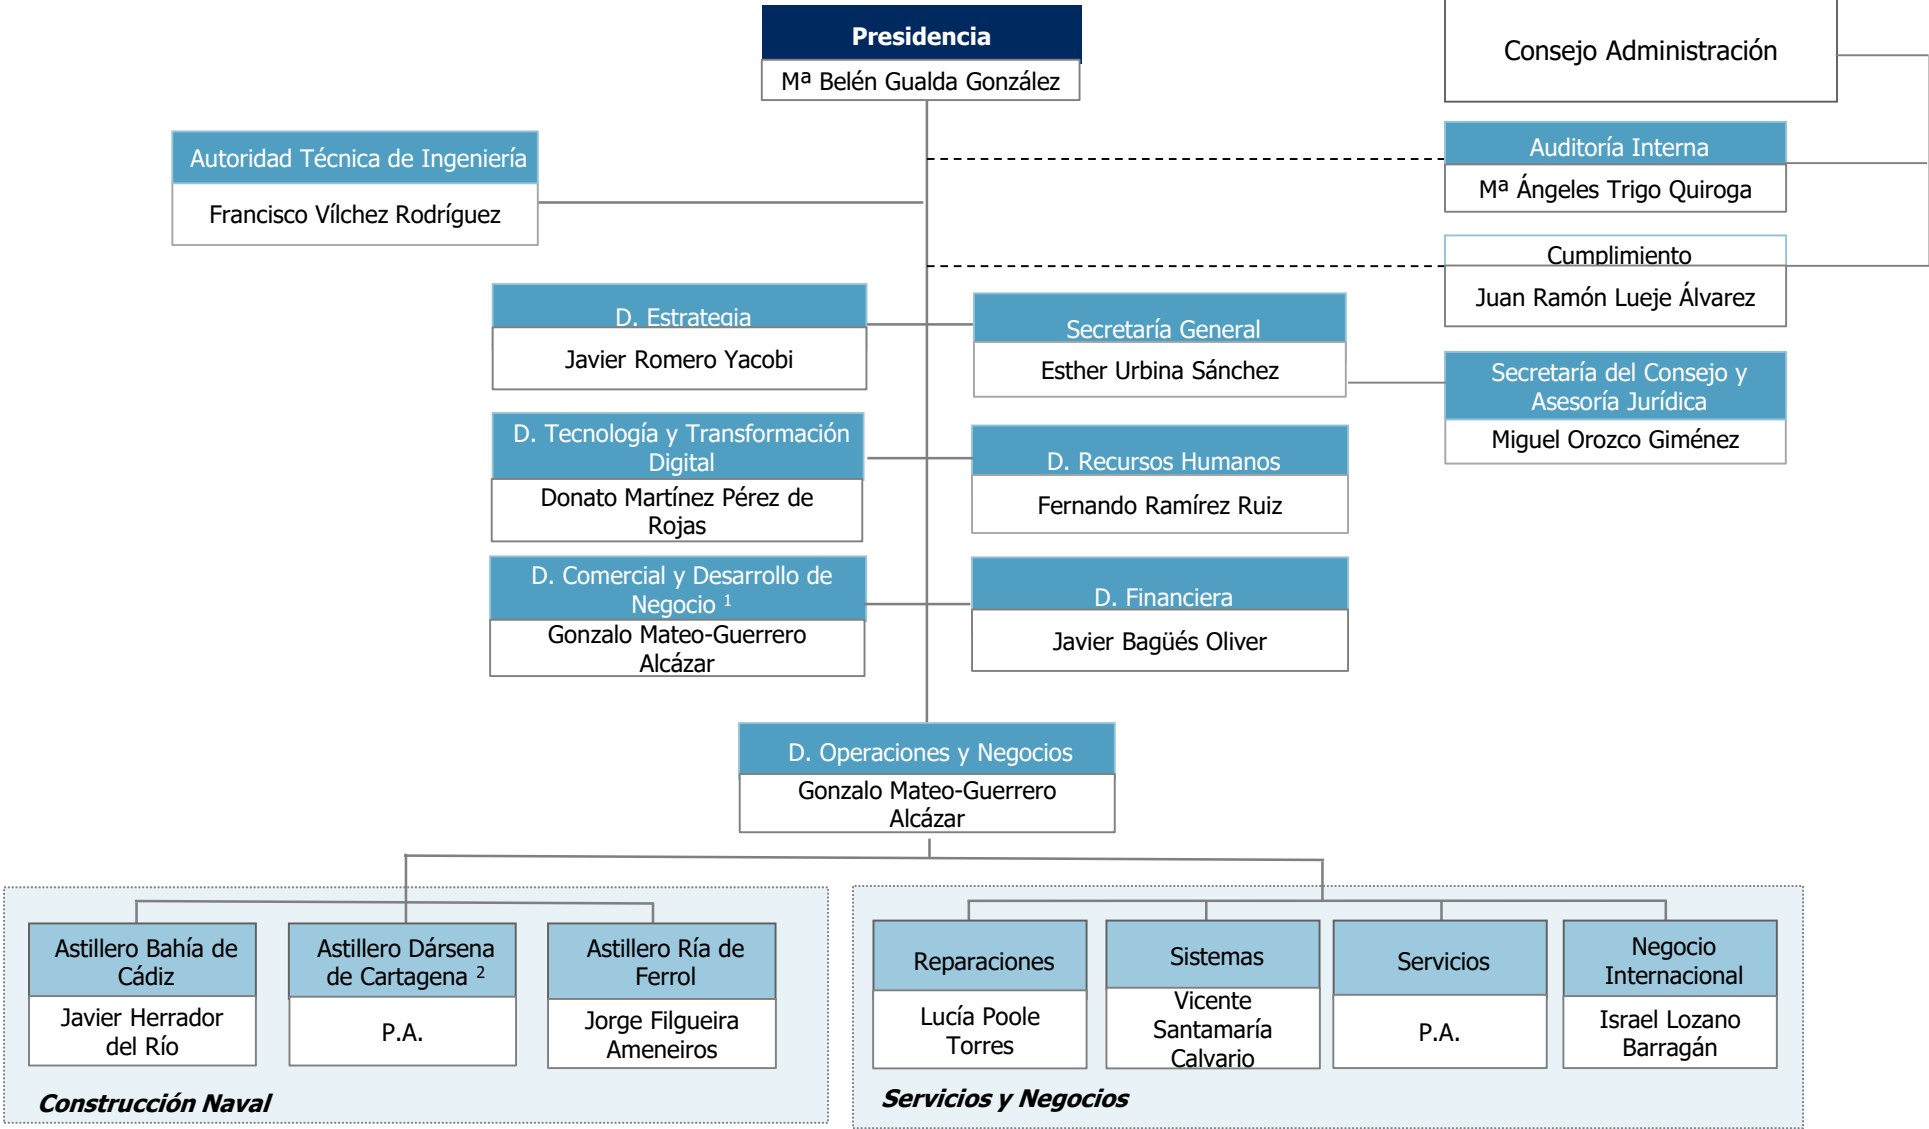 Presidencia
Mª Belén Gualda González
Consejo Administración
Autoridad Técnica de Ingeniería
Francisco Vílchez Rodríguez
Auditoría Interna
Mª Ángeles Trigo Quiroga
Cumplimiento
Juan Ramón Lueje Álvarez
D. Estrategia
Javier Romero Yacobi
Secretaría General
Esther Urbina Sánchez
Secretaría del Consejo y
Asesoría Jurídica
Miguel Orozco Giménez
D. Tecnología y Transformación
Digital
Donato Martínez Pérez de
Rojas
D. Recursos Humanos
Fernando Ramírez Ruiz
D. Comercial y Desarrollo de
Negocio ¹
Gonzalo Mateo-Guerrero
Alcázar
D. Financiera
Javier Bagüés Oliver
D. Operaciones y Negocios
Gonzalo Mateo-Guerrero
Alcázar
Astillero Bahía de
Cádiz
Javier Herrador
del Río
Astillero Dársena
de Cartagena ²
P.A.
Astillero Ría de
Ferrol
Jorge Filgueira
Ameneiros
Construcción Naval
Reparaciones
Lucía Poole
Torres
Sistemas
Vicente
Santamaría
Calvario
Servicios
P.A.
Negocio
Internacional
Israel Lozano
Barragán
Servicios y Negocios